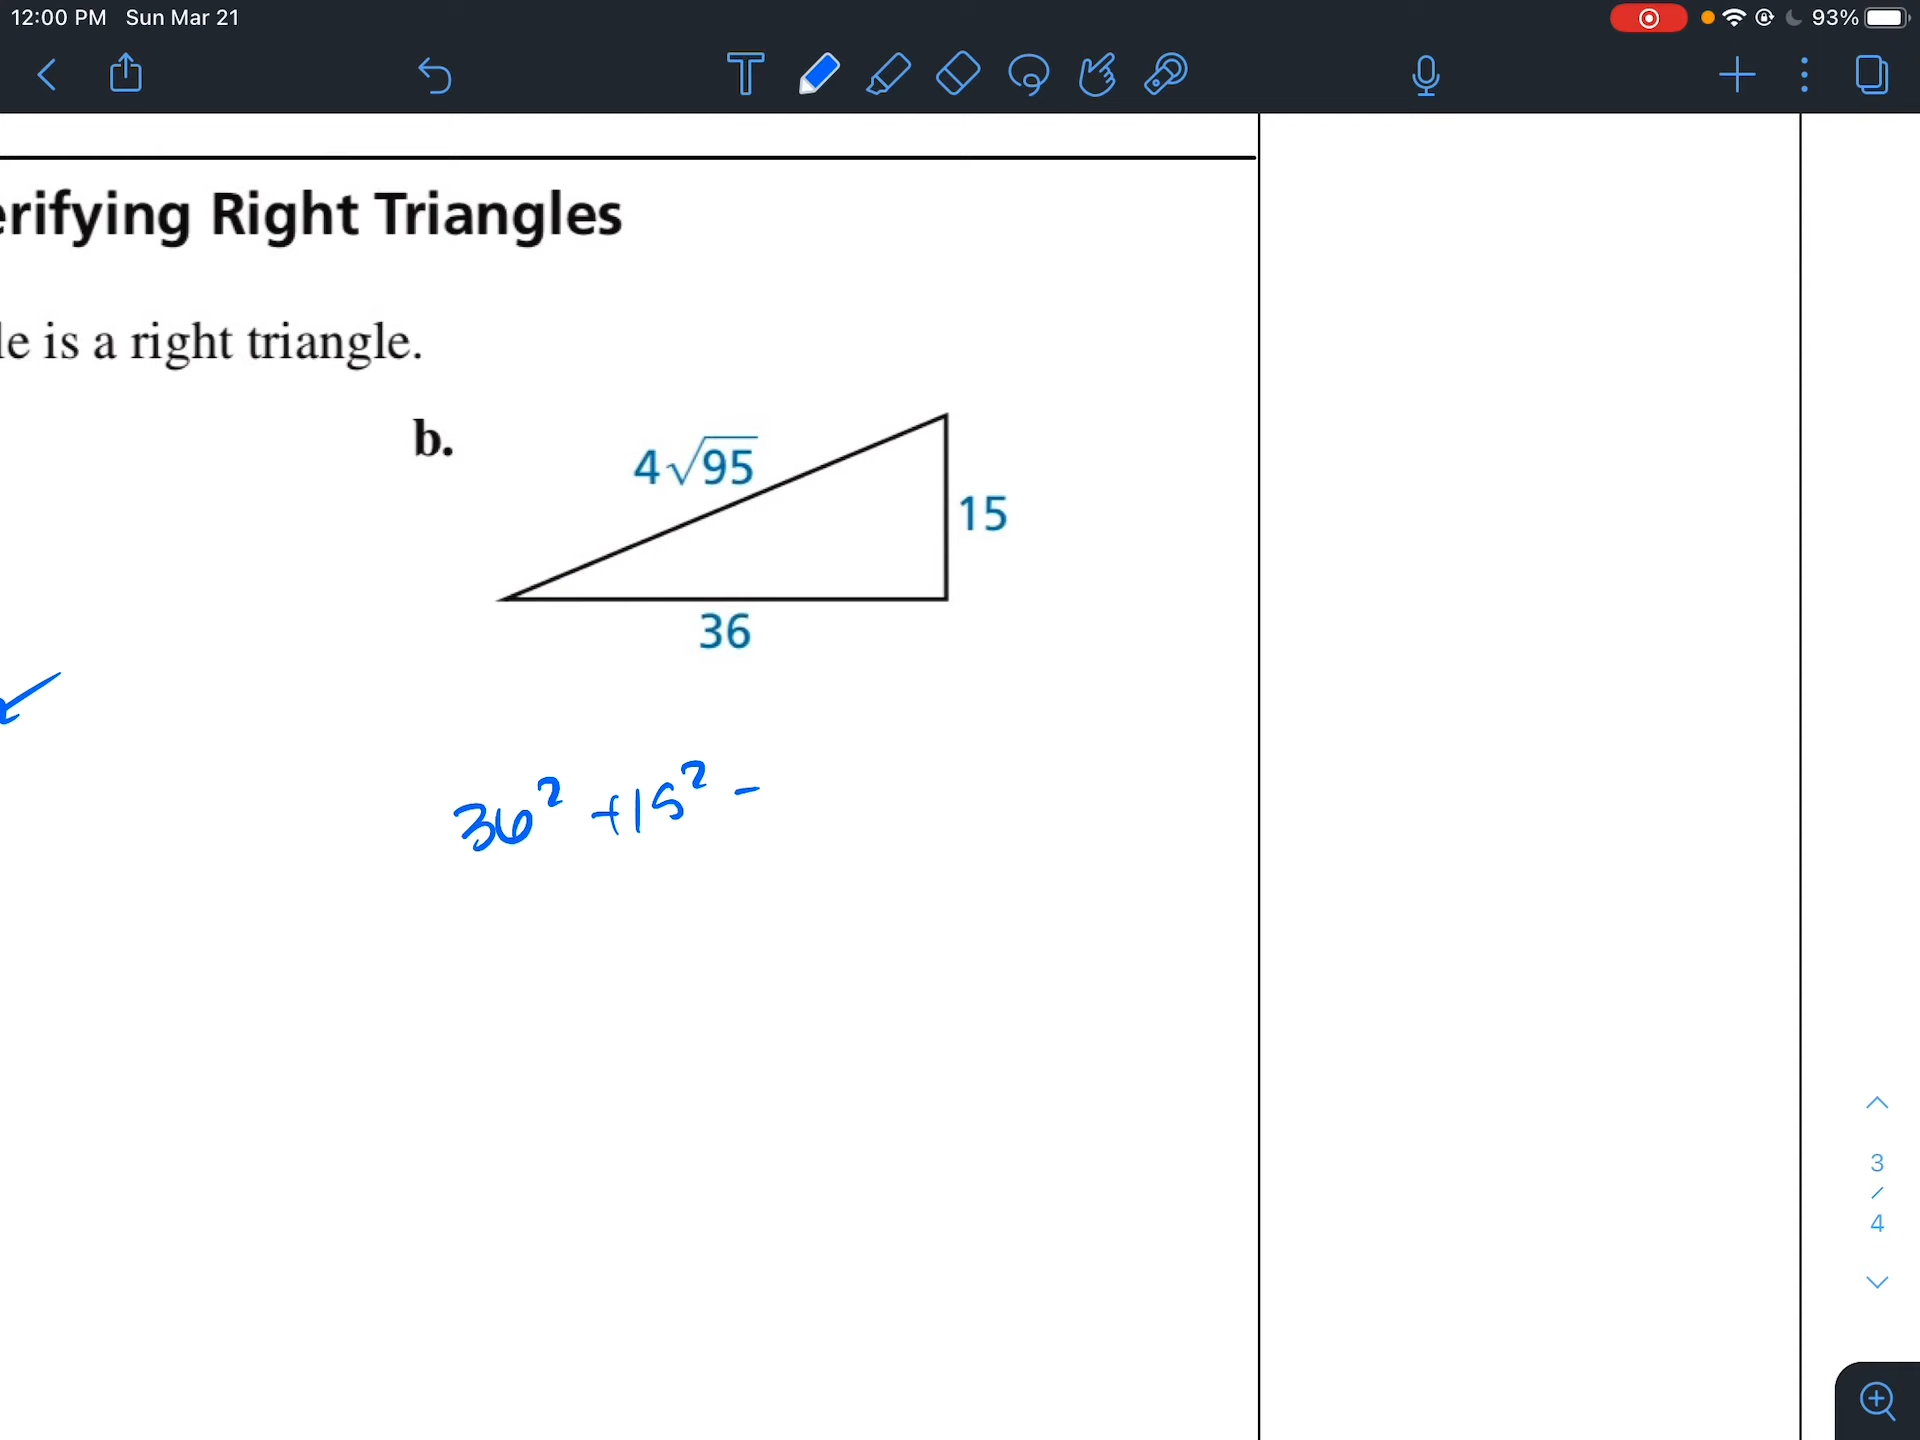 12:00 PM Sun Mar 21
93%
T
erifying Right Triangles
le is a right triangle.
b.
4√95
15
36
36² +15² -
3
/
4